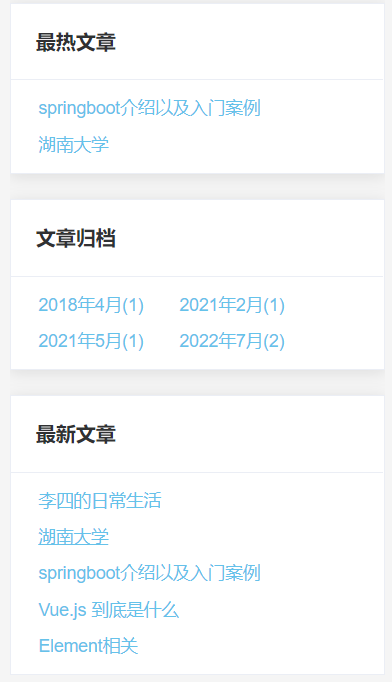 最热文章
springboot介绍以及入门案例
湖南大学
文章归档
2018年4月(1) 2021年2月(1)
2021年5月(1) 2022年7月(2)
最新文章
李四的日常生活
湖南大学
springboot介绍以及入门案例
Vue.js 到底是什么
Element相关